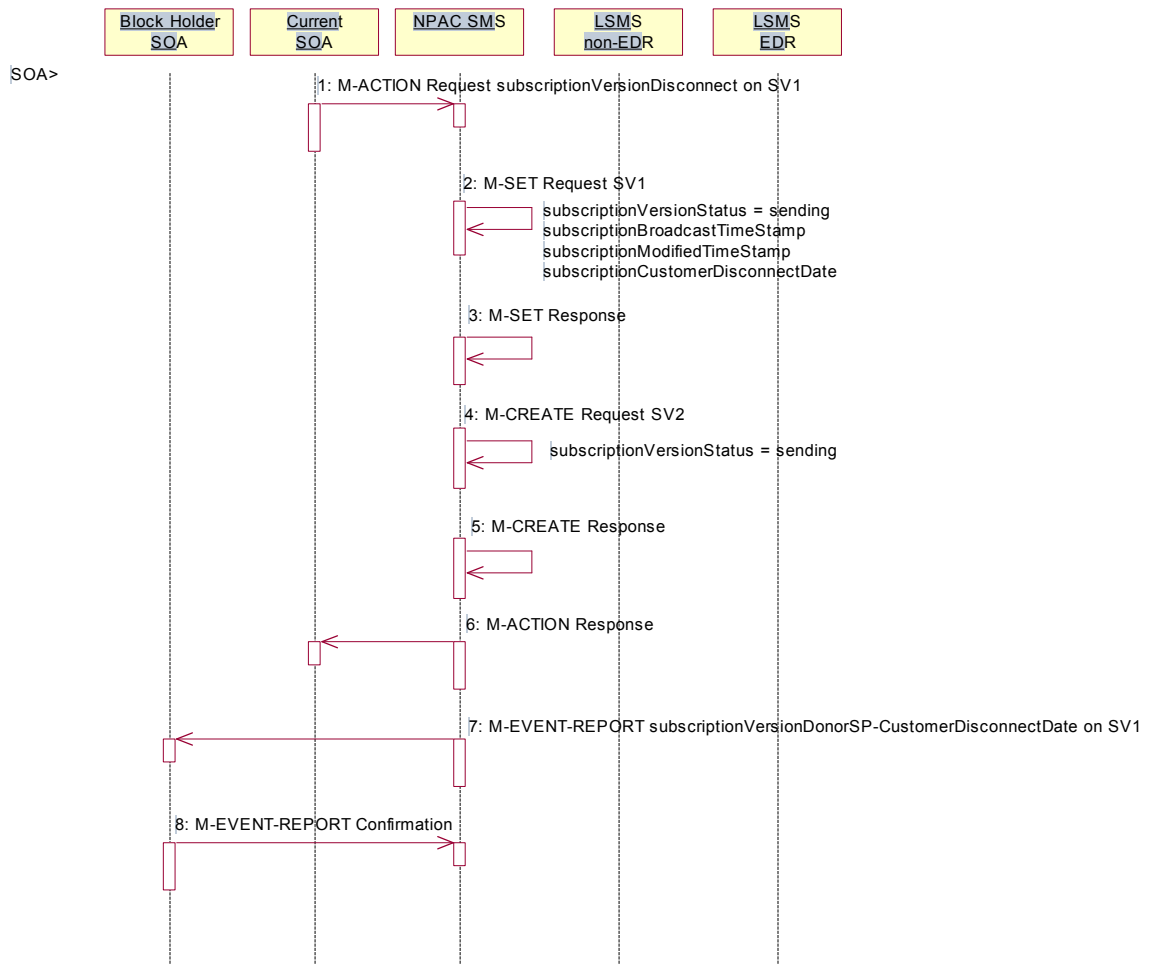 Block Holder
SOA
Current
SOA
NPAC SMS
LSMS
non-EDR
LSMS
EDR
SOA>
1: M-ACTION Request subscriptionVersionDisconnect on SV1
2: M-SET Request SV1
subscriptionVersionStatus = sending
subscriptionBroadcastTimeStamp
subscriptionModifiedTimeStamp
subscriptionCustomerDisconnectDate
3: M-SET Response
4: M-CREATE Request SV2
subscriptionVersionStatus = sending
5: M-CREATE Response
6: M-ACTION Response
7: M-EVENT-REPORT subscriptionVersionDonorSP-CustomerDisconnectDate on SV1
8: M-EVENT-REPORT Confirmation